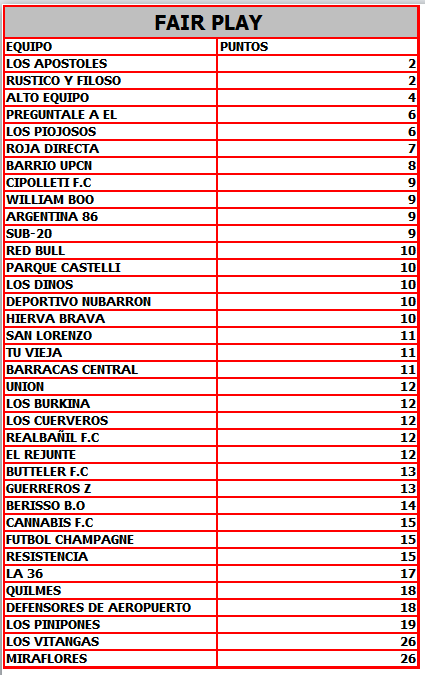 FAIR PLAY
EQUIPO PUNTOS
LOS APOSTOLES 2
RUSTICO Y FILOSO 2
ALTO EQUIPO 4
PREGUNTALE A EL 6
LOS PIOJOSOS 6
ROJA DIRECTA 7
BARRIO UPCN 8
CIPOLLETI F.C 9
WILLIAM BOO 9
ARGENTINA 86 9
SUB-20 9
RED BULL 10
PARQUE CASTELLI 10
LOS DINOS 10
DEPORTIVO NUBARRON 10
HIERVA BRAVA 10
SAN LORENZO 11
TU VIEJA 11
BARRACAS CENTRAL 11
UNION 12
LOS BURKINA 12
LOS CUERVEROS 12
REALBAÑIL F.C 12
EL REJUNTE 12
BUTTELER F.C 13
GUERREROS Z 13
BERISSO B.O 14
CANNABIS F.C 15
FUTBOL CHAMPAGNE 15
RESISTENCIA 15
LA 36 17
QUILMES 18
DEFENSORES DE AEROPUERTO 18
LOS PINIPONES 19
LOS VITANGAS 26
MIRAFLORES 26